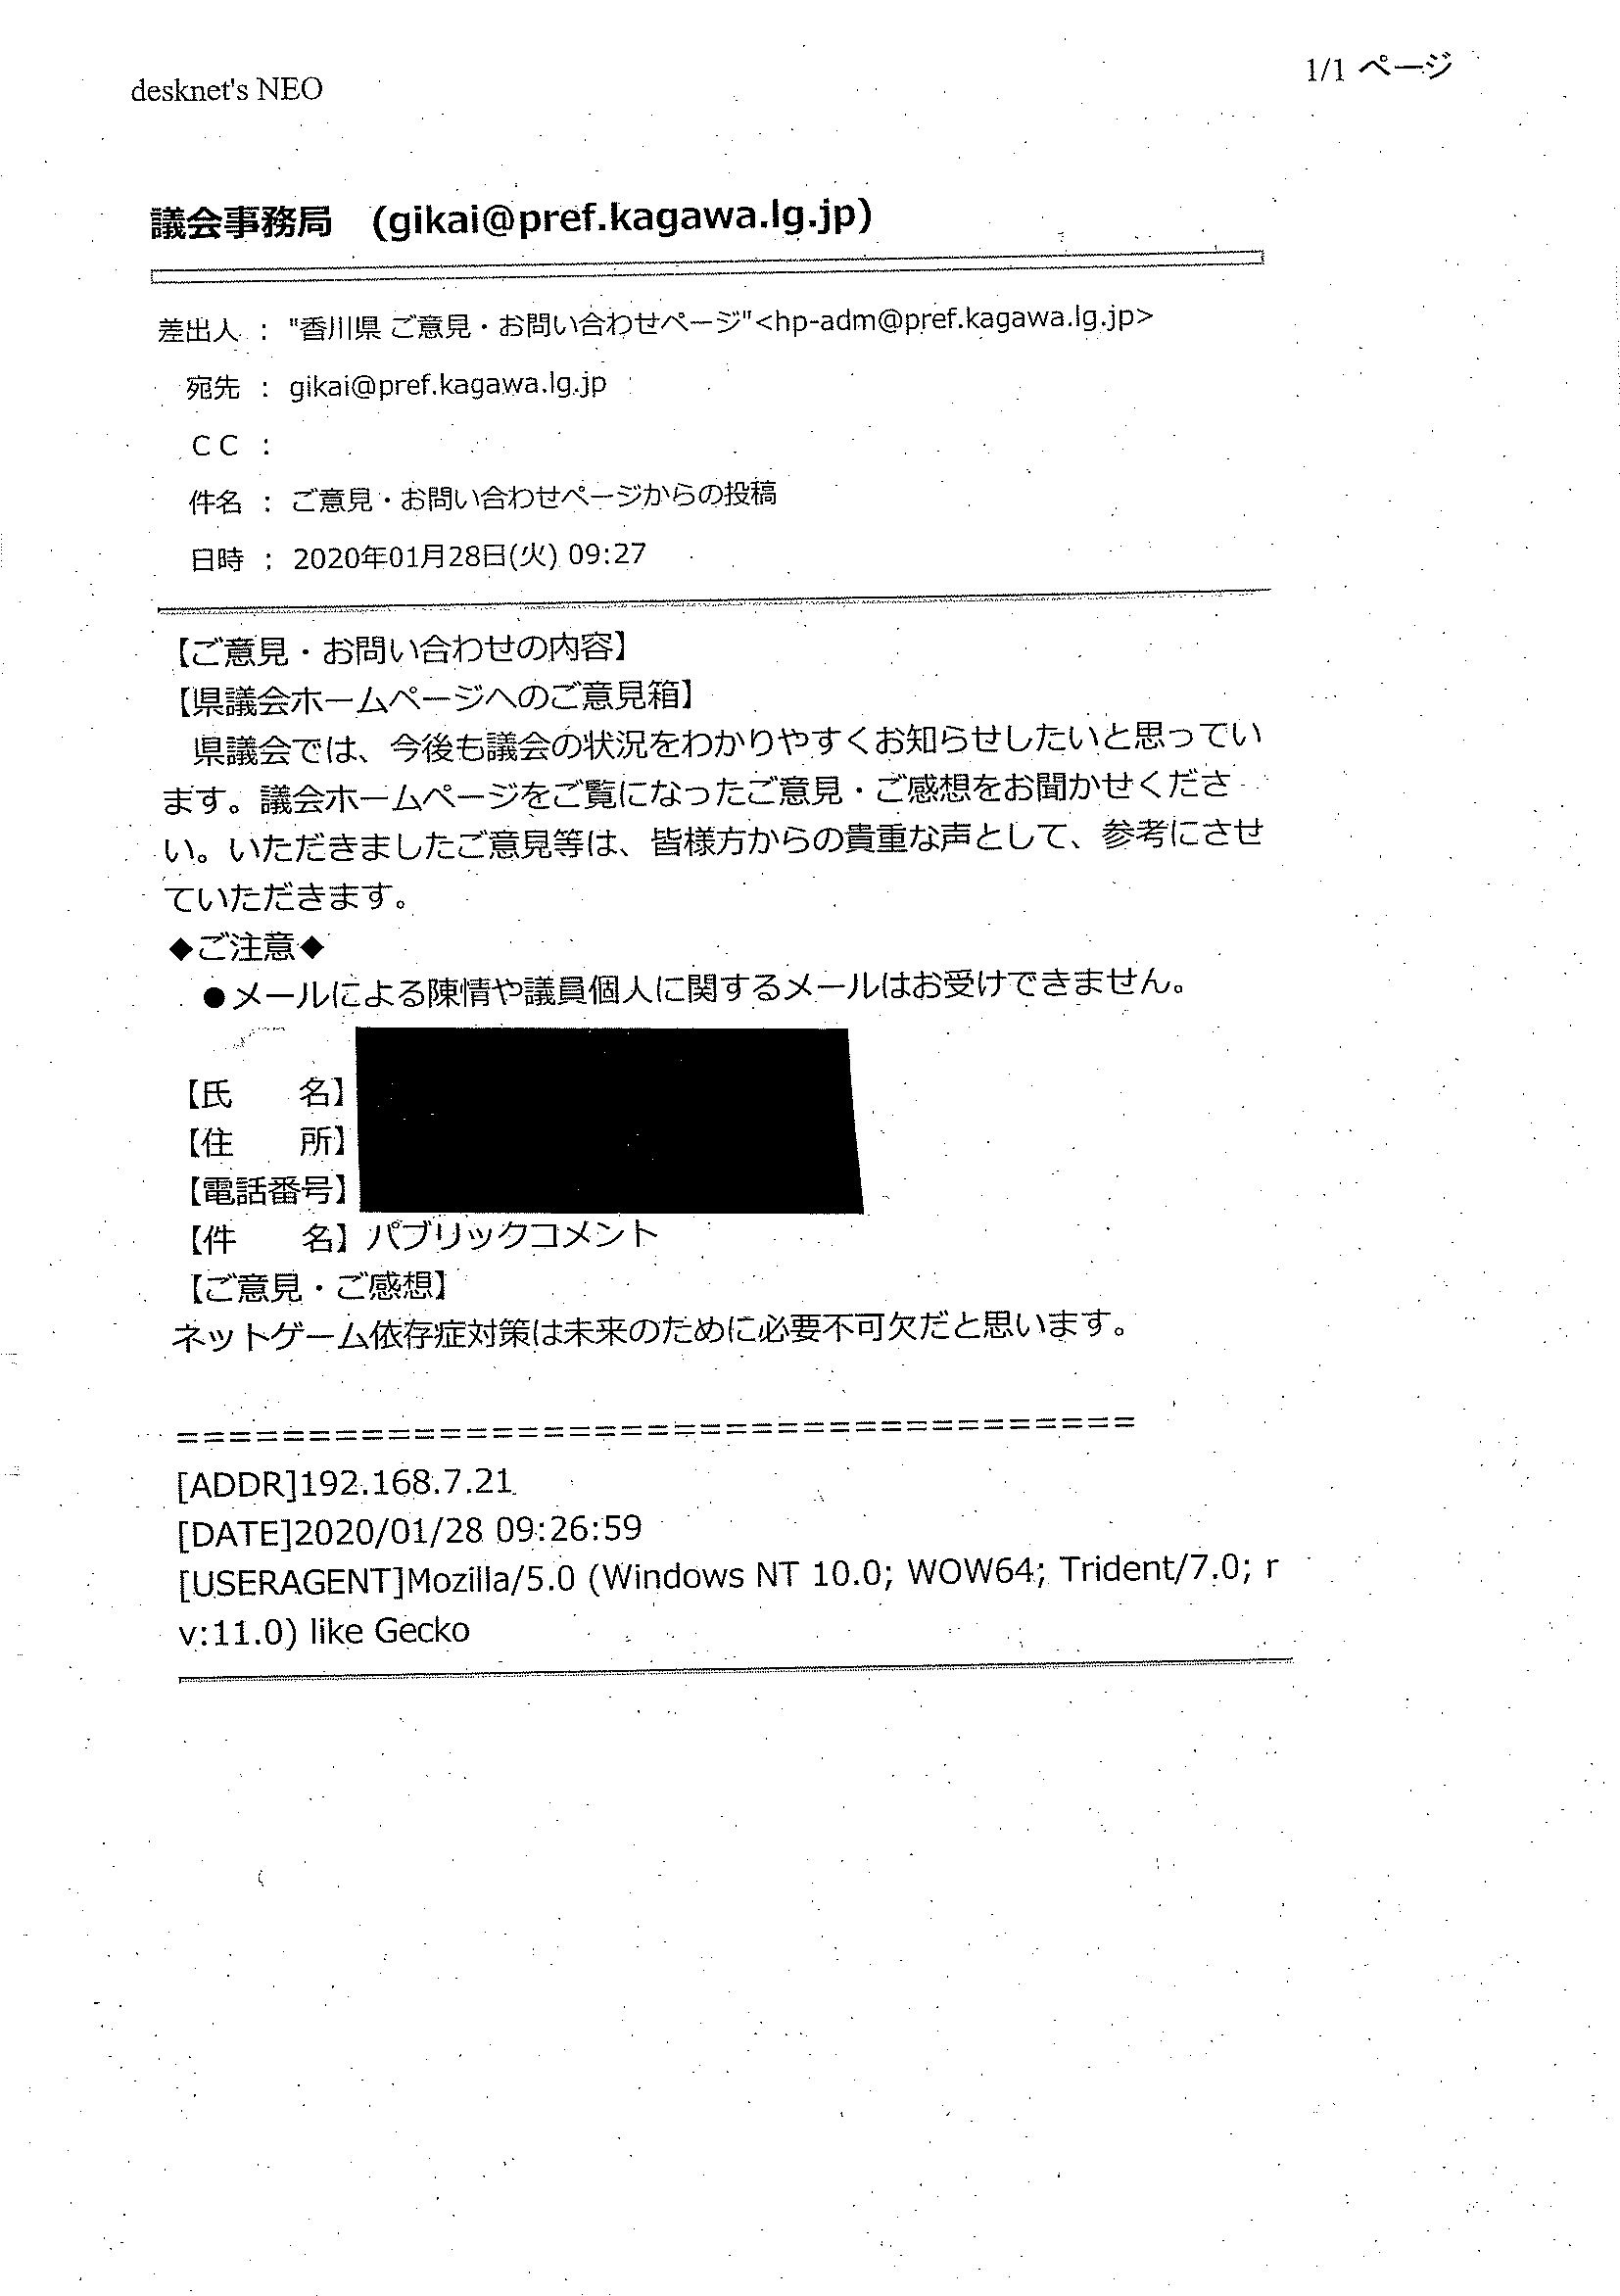 desknet's NEO
1/1 ページ
議会事務局　(gikai@pref.kagawa.lg.jp)
差出人 : "香川県 ご意見・お問い合わせページ"<hp-adm@pref.kagawa.lg.jp>
宛先 : gikai@pref.kagawa.lg.jp
ＣＣ :
件名 : ご意見・お問い合わせページからの投稿
日時 : 2020年01月28日(火) 09:27
【ご意見・お問い合わせの内容】
【県議会ホームページへのご意見箱】
　県議会では、今後も議会の状況をわかりやすくお知らせしたいと思ってい
ます。議会ホームページをご覧になったご意見・ご感想をお聞かせくださ
い。いただきましたご意見等は、皆様方からの貴重な声として、参考にさせ
ていただきます。
◆ご注意◆
　●メールによる陳情や議員個人に関するメールはお受けできません。
【氏　　名】
【住　　所】
【電話番号】
【件　　名】パブリックコメント
【ご意見・ご感想】
ネットゲーム依存症対策は未来のために必要不可欠だと思います。
=====================================
[ADDR]192.168.7.21
[DATE]2020/01/28 09:26:59
[USERAGENT]Mozilla/5.0 (Windows NT 10.0; WOW64; Trident/7.0; r
v:11.0) like Gecko